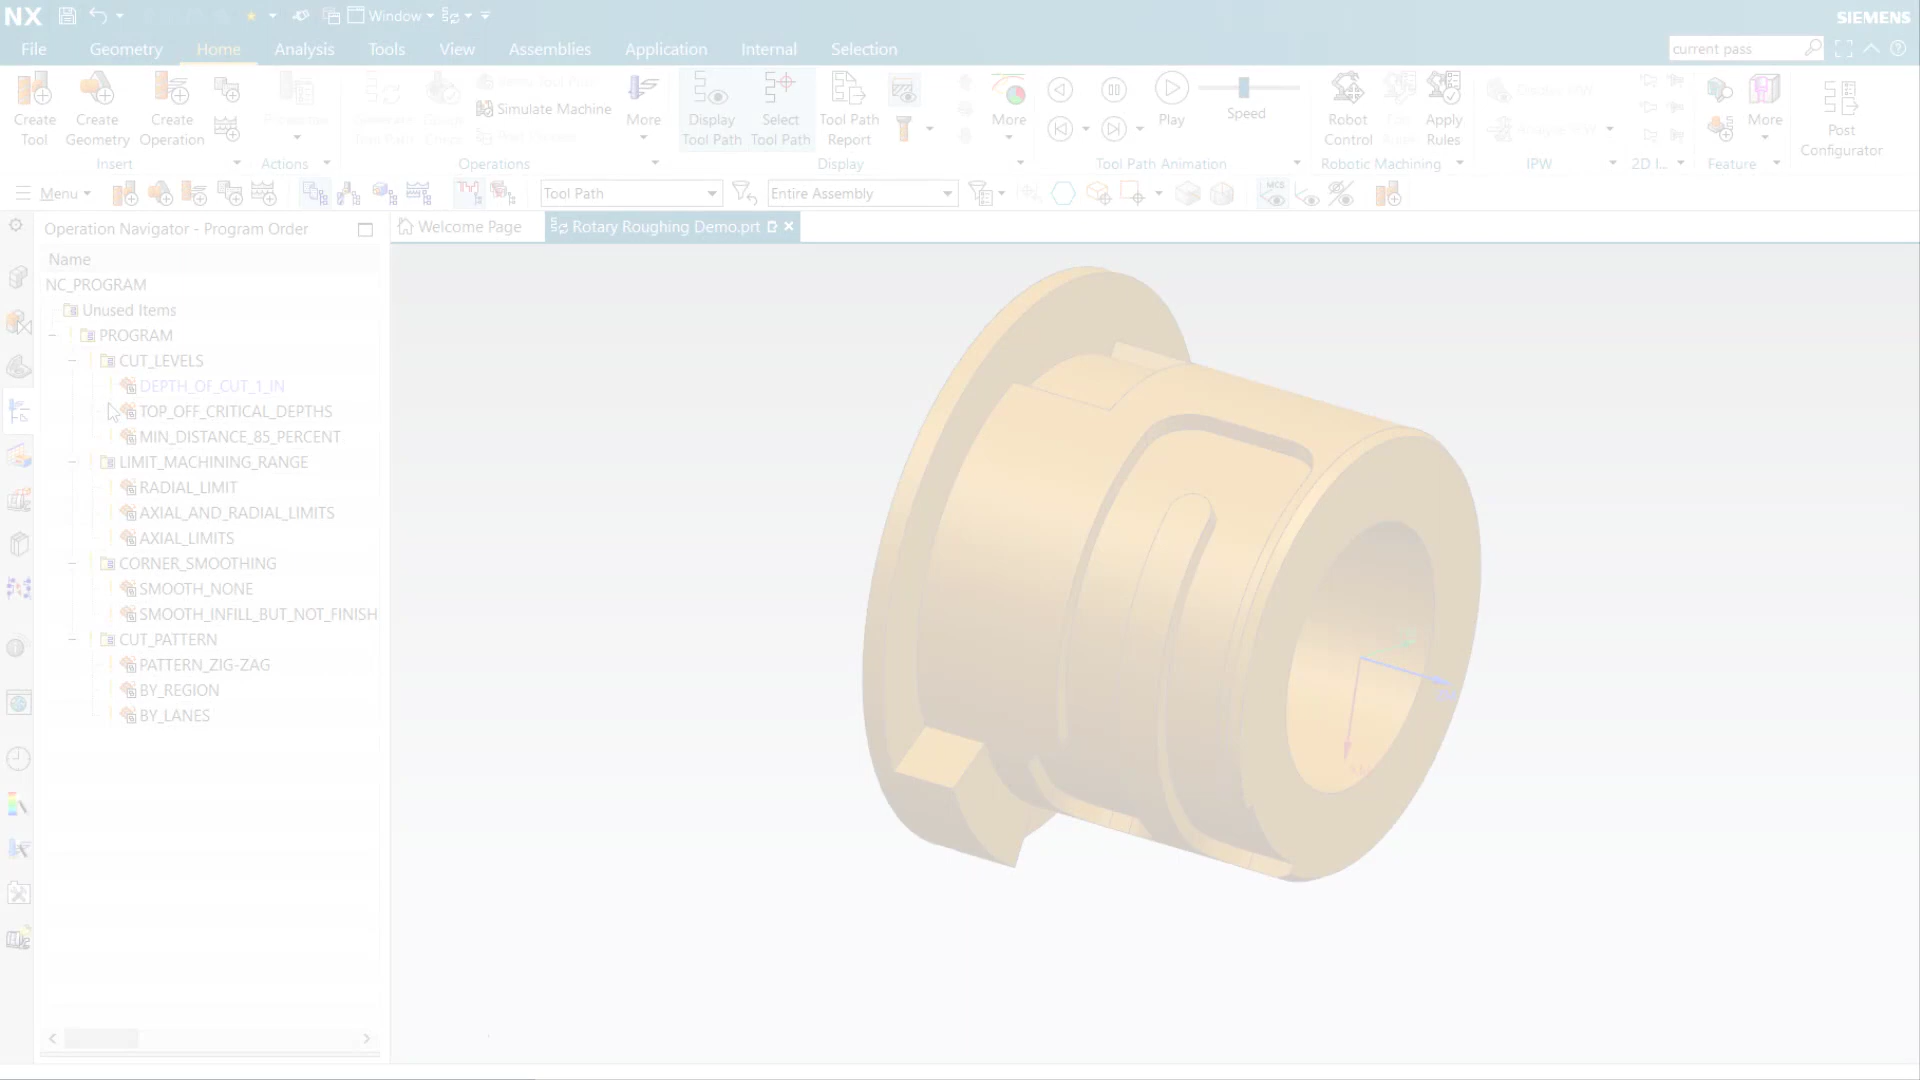 NX
Window
SIEMENS
File
Geometry
Home
Analysis
Tools
View
Assemblies
Application
Internal
Selection
current pass
Create Tool
Create Geometry
Create Operation
Insert
Actions
Simulate Machine
More
Operations
Display Tool Path
Select Tool Path
Tool Path Report
More
Display
Play
Speed
Tool Path Animation
Robot Control
Apply Rules
Robotic Machining
IPW
2D I...
More
Feature
Post Configurator
Menu
Tool Path
Entire Assembly
MCS
Operation Navigator - Program Order
Welcome Page
Rotary Roughing Demo.prt
Name
NC_PROGRAM
Unused Items
PROGRAM
CUT_LEVELS
DEPTH_OF_CUT_1_IN
TOP_OFF_CRITICAL_DEPTHS
MIN_DISTANCE_85_PERCENT
LIMIT_MACHINING_RANGE
RADIAL_LIMIT
AXIAL_AND_RADIAL_LIMITS
AXIAL_LIMITS
CORNER_SMOOTHING
SMOOTH_NONE
SMOOTH_INFILL_BUT_NOT_FINISH
CUT_PATTERN
PATTERN_ZIG-ZAG
BY_REGION
BY_LANES